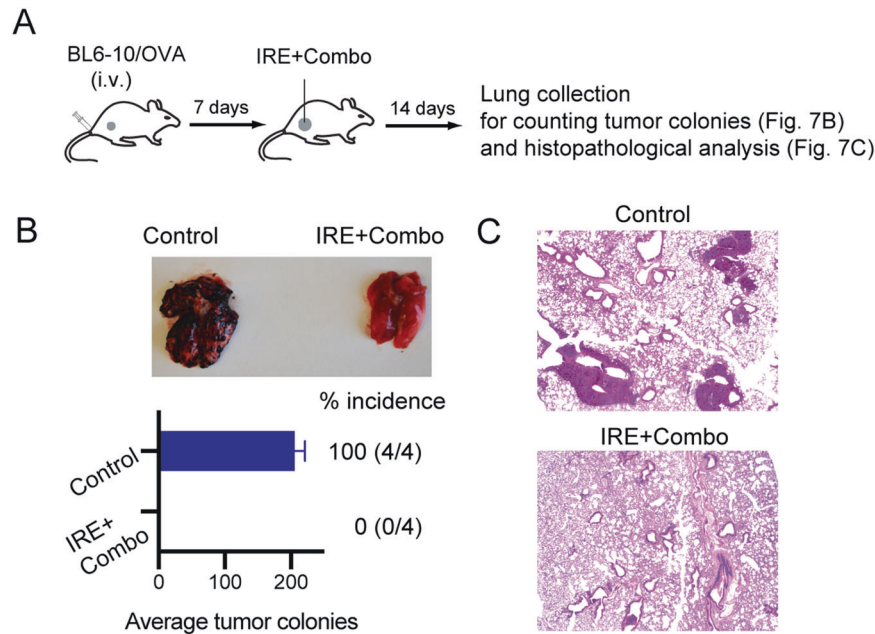 A
BL6-10/OVA
(i.v.)
7 days
IRE+Combo
14 days
Lung collection
for counting tumor colonies (Fig. 7B)
and histopathological analysis (Fig. 7C)
B
Control
IRE+Combo
% incidence
Control
100 (4/4)
IRE+
Combo
0 (0/4)
0
100
200
Average tumor colonies
C
Control
IRE+Combo